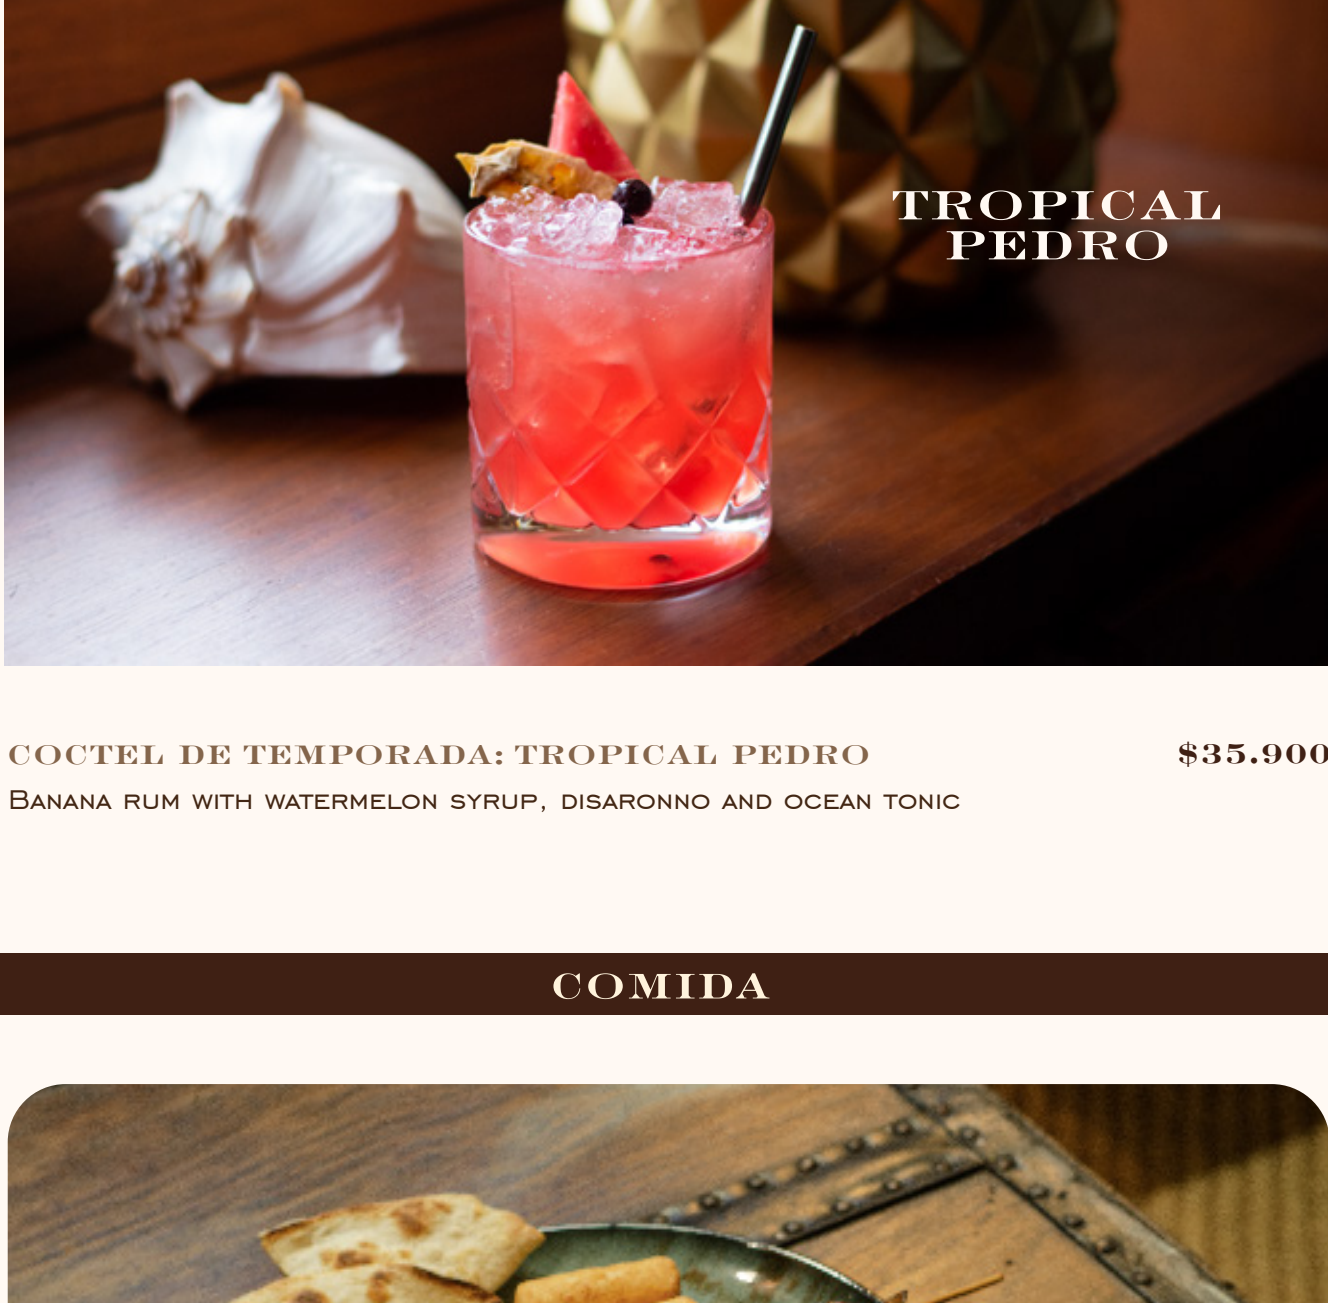 TROPICAL
PEDRO
COCTEL DE TEMPORADA: TROPICAL PEDRO $35.900
BANANA RUM WITH WATERMELON SYRUP, DISARONNO AND OCEAN TONIC
COMIDA